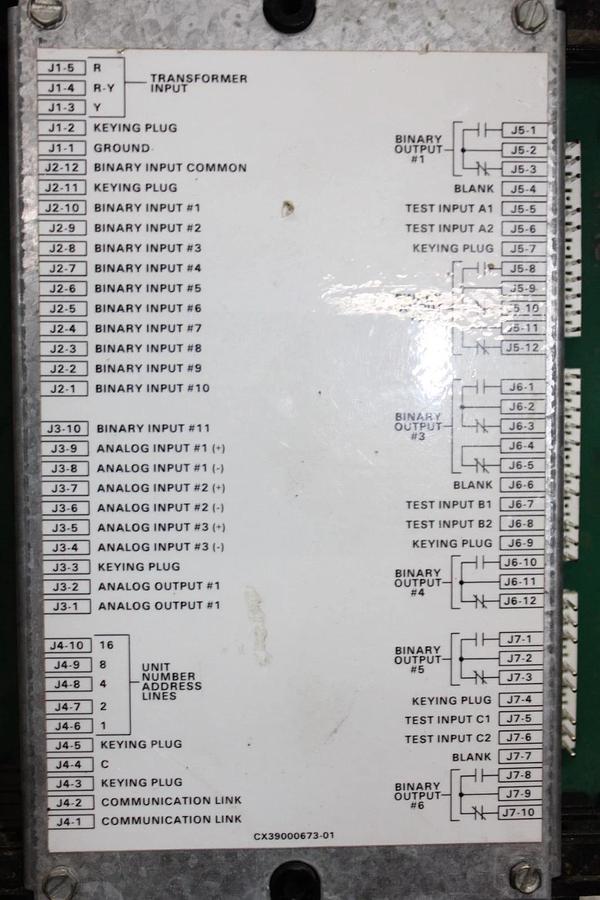 J1-5 R
J1-4 R-Y
J1-3 Y
TRANSFORMER
INPUT
J1-2 KEYING PLUG
J1-1 GROUND
J2-12 BINARY INPUT COMMON
J2-11 KEYING PLUG
J2-10 BINARY INPUT #1
J2-9 BINARY INPUT #2
J2-8 BINARY INPUT #3
J2-7 BINARY INPUT #4
J2-6 BINARY INPUT #5
J2-5 BINARY INPUT #6
J2-4 BINARY INPUT #7
J2-3 BINARY INPUT #8
J2-2 BINARY INPUT #9
J2-1 BINARY INPUT #10
J3-10 BINARY INPUT #11
J3-9 ANALOG INPUT #1 (+)
J3-8 ANALOG INPUT #1 (-)
J3-7 ANALOG INPUT #2 (+)
J3-6 ANALOG INPUT #2 (-)
J3-5 ANALOG INPUT #3 (+)
J3-4 ANALOG INPUT #3 (-)
J3-3 KEYING PLUG
J3-2 ANALOG OUTPUT #1
J3-1 ANALOG OUTPUT #1
J4-10 16
J4-9 8
J4-8 4
J4-7 2
J4-6 1
UNIT
NUMBER
ADDRESS
LINES
J4-5 KEYING PLUG
J4-4 C
J4-3 KEYING PLUG
J4-2 COMMUNICATION LINK
J4-1 COMMUNICATION LINK
BINARY
OUTPUT
#1
J5-1
J5-2
J5-3
BLANK J5-4
TEST INPUT A1 J5-5
TEST INPUT A2 J5-6
KEYING PLUG J5-7
J5-8
J5-9
J5-10
J5-11
J5-12
BINARY
OUTPUT
#3
J6-1
J6-2
J6-3
J6-4
J6-5
BLANK J6-6
TEST INPUT B1 J6-7
TEST INPUT B2 J6-8
KEYING PLUG J6-9
BINARY
OUTPUT
#4
J6-10
J6-11
J6-12
BINARY
OUTPUT
#5
J7-1
J7-2
J7-3
KEYING PLUG J7-4
TEST INPUT C1 J7-5
TEST INPUT C2 J7-6
BLANK J7-7
BINARY
OUTPUT
#6
J7-8
J7-9
J7-10
CX39000673-01